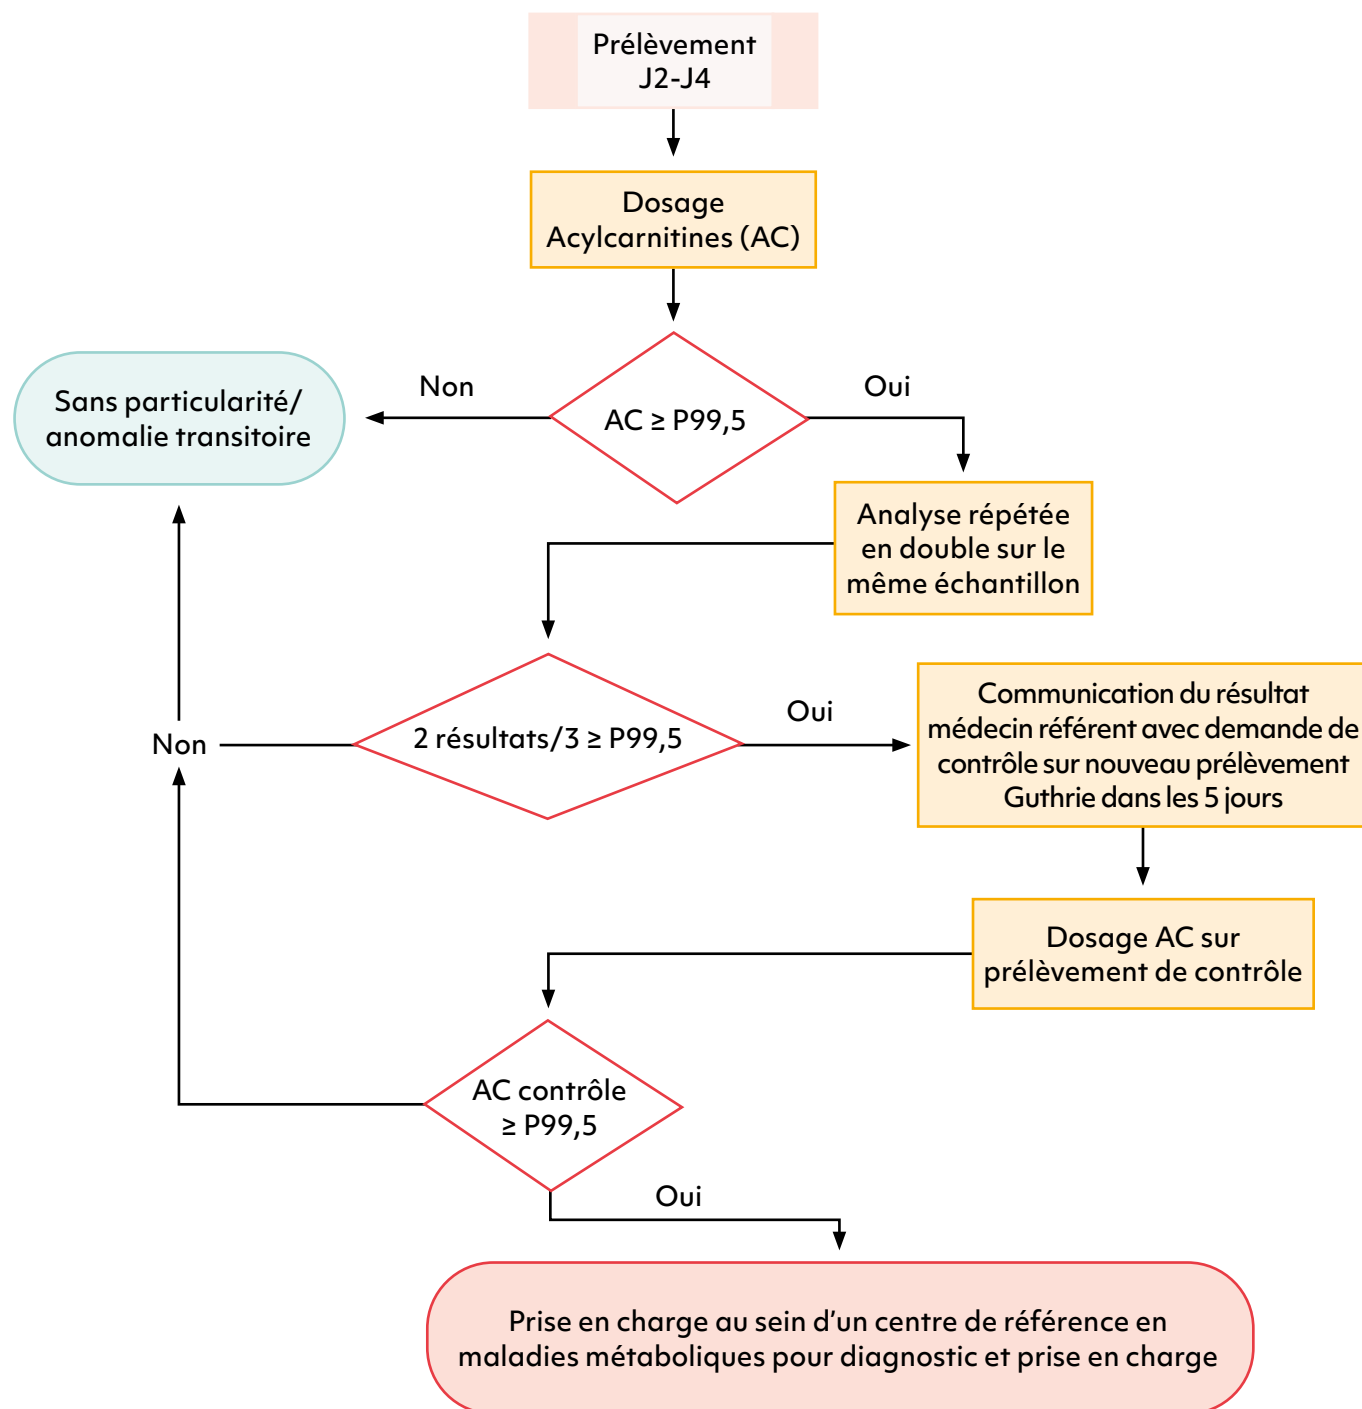 Prélèvement
J2-J4
Dosage
Acylcarnitines (AC)
Non
Oui
Sans particularité/
anomalie transitoire
AC ≥ P99,5
Analyse répétée
en double sur le
même échantillon
Non
2 résultats/3 ≥ P99,5
Oui
Communication du résultat
médecin référent avec demande de
contrôle sur nouveau prélèvement
Guthrie dans les 5 jours
Dosage AC sur
prélèvement de contrôle
AC contrôle
≥ P99,5
Oui
Prise en charge au sein d’un centre de référence en
maladies métaboliques pour diagnostic et prise en charge